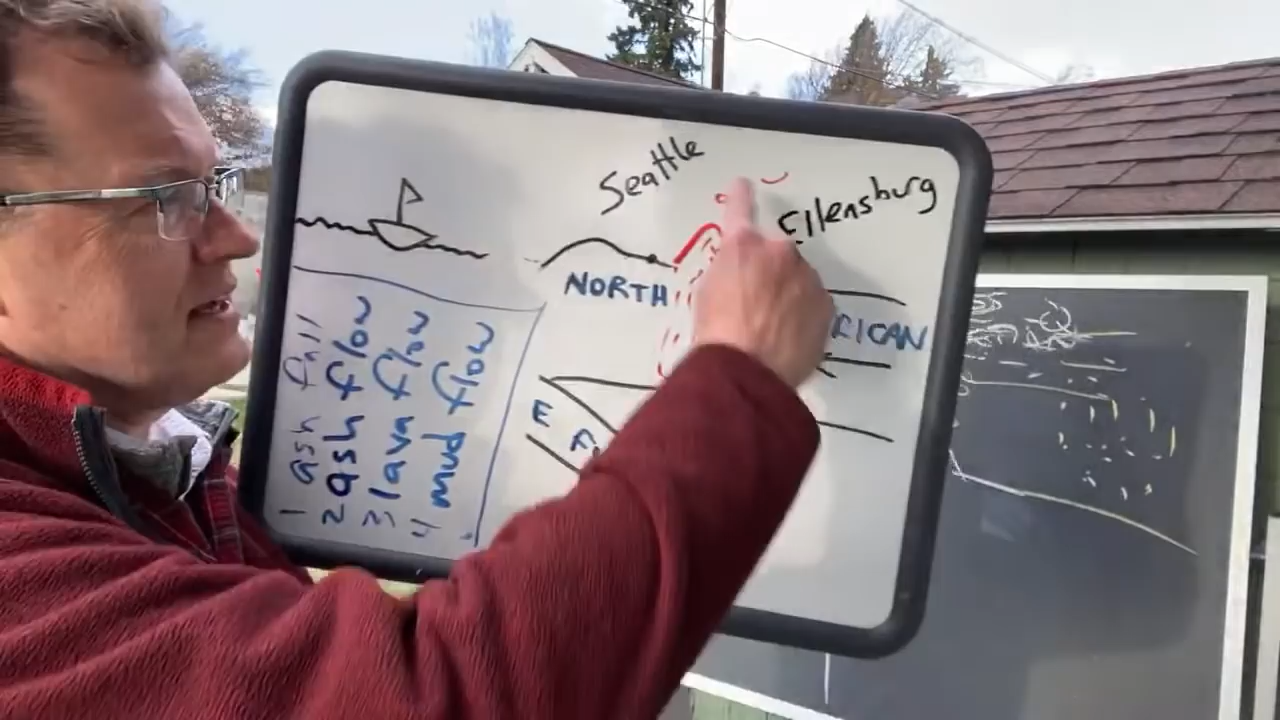 Seattle
Ellensburg
NORTH
RICAN
1 ash fall
2 ash flow
3 lava flow
4 mud flow
E
F